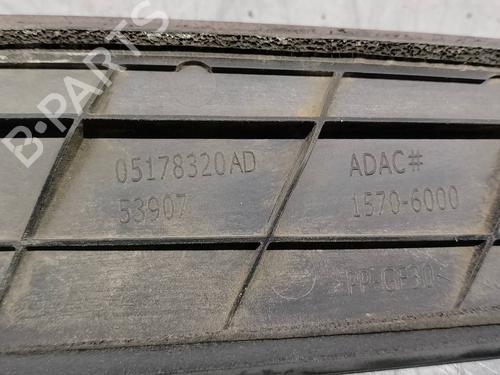 B-PARTS
05178320AD
53907
ADAC#
1570-6000
>PP-GF30<